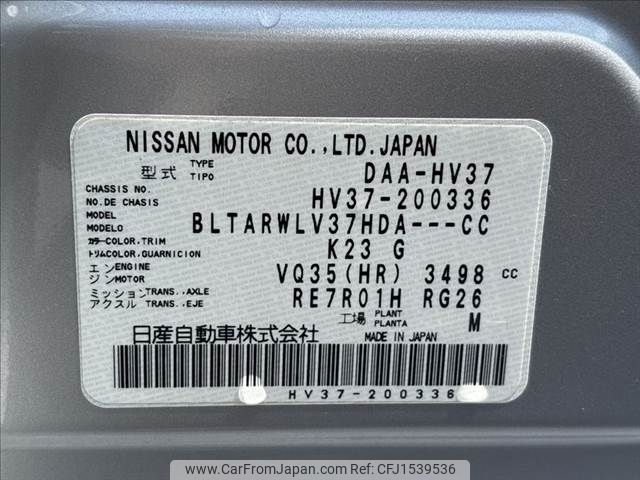 NISSAN MOTOR CO.,LTD.JAPAN
型式 TYPE TIPO DAA-HV37
CHASSIS NO. NO.DE CHASIS HV37-200336
MODEL MODELO BLTARWLV37HDA---CC
カラー COLOR,TRIM トリムCOLOR,GUARNICION K23 G
エンジン ENGINE MOTOR VQ35(HR) 3498 cc
ミッション TRANS.,AXLE アクスル TRANS.,EJE RE7R01H RG26
工場 PLANT PLANTA M
日産自動車株式会社 MADE IN JAPAN
HV37-200336
www.CarFromJapan.com | CFJ1539536